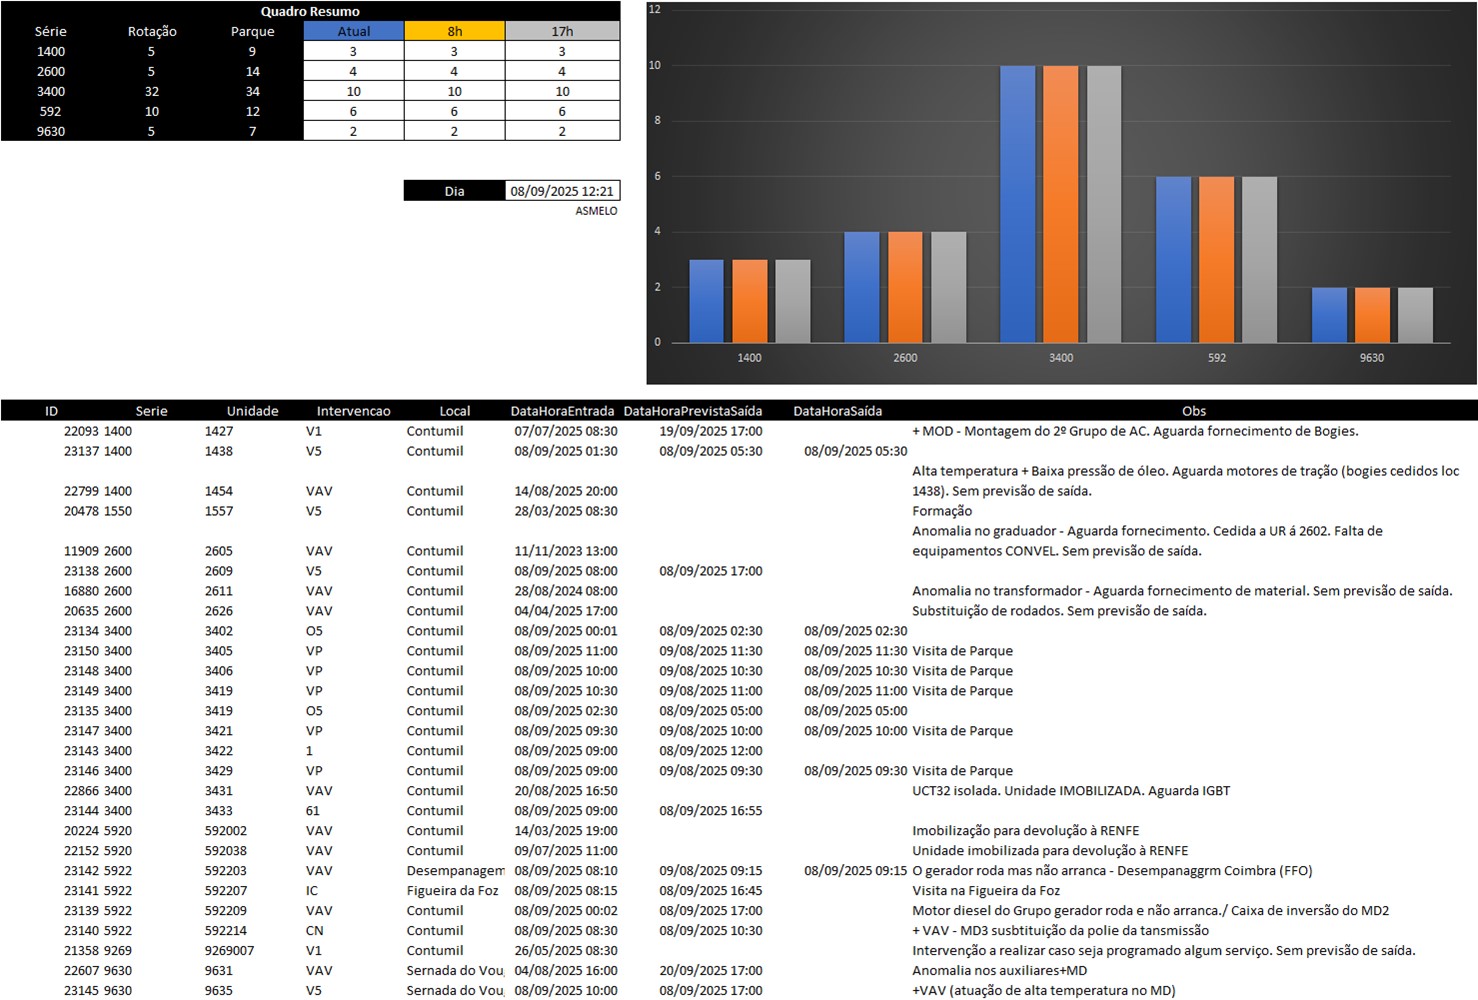 Quadro Resumo
Série Rotação Parque Atual 8h 17h
1400 5 9 3 3 3
2600 5 14 4 4 4
3400 32 34 10 10 10
592 10 12 6 6 6
9630 5 7 2 2 2
Dia 08/09/2025 12:21
ASMELO
12
10
8
6
4
2
0
1400 2600 3400 592 9630
ID Serie Unidade Intervencao Local DataHoraEntrada DataHoraPrevistaSaída DataHoraSaída Obs
22093 1400 1427 V1 Contumil 07/07/2025 08:30 19/09/2025 17:00 + MOD - Montagem do 2º Grupo de AC. Aguarda fornecimento de Bogies.
23137 1400 1438 V5 Contumil 08/09/2025 01:30 08/09/2025 05:30 08/09/2025 05:30
Alta temperatura + Baixa pressão de óleo. Aguarda motores de tração (bogies cedidos loc
22799 1400 1454 VAV Contumil 14/08/2025 20:00 1438). Sem previsão de saída.
20478 1550 1557 V5 Contumil 28/03/2025 08:30 Formação
Anomalia no graduador - Aguarda fornecimento. Cedida a UR á 2602. Falta de
11909 2600 2605 VAV Contumil 11/11/2023 13:00 equipamentos CONVEL. Sem previsão de saída.
23138 2600 2609 V5 Contumil 08/09/2025 08:00 08/09/2025 17:00
16880 2600 2611 VAV Contumil 28/08/2024 08:00 Anomalia no transformador - Aguarda fornecimento de material. Sem previsão de saída.
20635 2600 2626 VAV Contumil 04/04/2025 17:00 Substituição de rodados. Sem previsão de saída.
23134 3400 3402 O5 Contumil 08/09/2025 00:01 08/09/2025 02:30 08/09/2025 02:30
23150 3400 3405 VP Contumil 08/09/2025 11:00 09/08/2025 11:30 08/09/2025 11:30 Visita de Parque
23148 3400 3406 VP Contumil 08/09/2025 10:00 09/08/2025 10:30 08/09/2025 10:30 Visita de Parque
23149 3400 3419 VP Contumil 08/09/2025 10:30 09/08/2025 11:00 08/09/2025 11:00 Visita de Parque
23135 3400 3419 O5 Contumil 08/09/2025 02:30 08/09/2025 05:00 08/09/2025 05:00
23147 3400 3421 VP Contumil 08/09/2025 09:30 09/08/2025 10:00 08/09/2025 10:00 Visita de Parque
23143 3400 3422 1 Contumil 08/09/2025 09:00 08/09/2025 12:00
23146 3400 3429 VP Contumil 08/09/2025 09:00 09/08/2025 09:30 08/09/2025 09:30 Visita de Parque
22866 3400 3431 VAV Contumil 20/08/2025 16:50 UCT32 isolada. Unidade IMOBILIZADA. Aguarda IGBT
23144 3400 3433 61 Contumil 08/09/2025 09:00 08/09/2025 16:55
20224 5920 592002 VAV Contumil 14/03/2025 19:00 Imobilização para devolução à RENFE
22152 5920 592038 VAV Contumil 09/07/2025 11:00 Unidade imobilizada para devolução à RENFE
23142 5922 592203 VAV Desempanagem 08/09/2025 08:10 09/08/2025 09:15 08/09/2025 09:15 O gerador roda mas não arranca - Desempanaggrm Coimbra (FFO)
23141 5922 592207 IC Figueira da Foz 08/09/2025 08:15 08/09/2025 16:45 Visita na Figueira da Foz
23139 5922 592209 VAV Contumil 08/09/2025 00:02 08/09/2025 17:00 Motor diesel do Grupo gerador roda e não arranca./ Caixa de inversão do MD2
23140 5922 592214 CN Contumil 08/09/2025 08:30 08/09/2025 10:30 + VAV - MD3 susbtituição da polie da tansmissão
21358 9269 9269007 V1 Contumil 26/05/2025 08:30 Intervenção a realizar caso seja programado algum serviço. Sem previsão de saída.
22607 9630 9631 VAV Sernada do Vou 04/08/2025 16:00 20/09/2025 17:00 Anomalia nos auxiliares+MD
23145 9630 9635 V5 Sernada do Vou 08/09/2025 10:00 08/09/2025 17:00 +VAV (atuação de alta temperatura no MD)